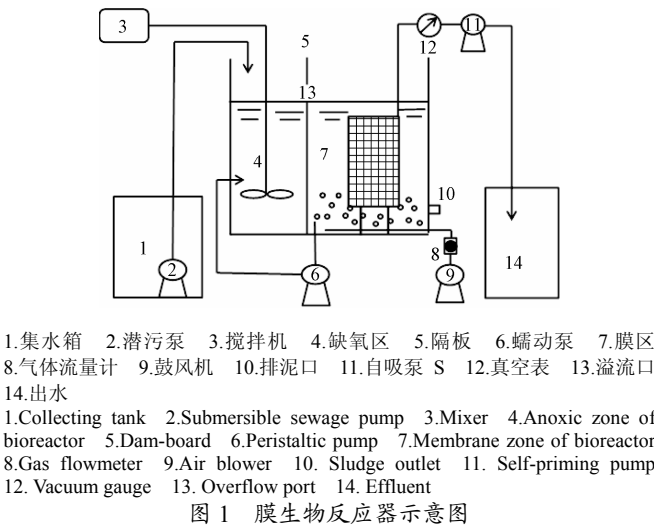 3
5
12
11
13
4
7
10
1
2
6
8
9
14
1.集水箱 2.潜污泵 3.搅拌机 4.缺氧区 5.隔板 6.蠕动泵 7.膜区
8.气体流量计 9.鼓风机 10.排泥口 11.自吸泵 S 12.真空表 13.溢流口
14.出水
1.Collecting tank 2.Submersible sewage pump 3.Mixer 4.Anoxic zone of
bioreactor 5.Dam-board 6.Peristaltic pump 7.Membrane zone of bioreactor
8.Gas flowmeter 9.Air blower 10. Sludge outlet 11. Self-priming pump
12. Vacuum gauge 13. Overflow port 14. Effluent
图 1 膜生物反应器示意图